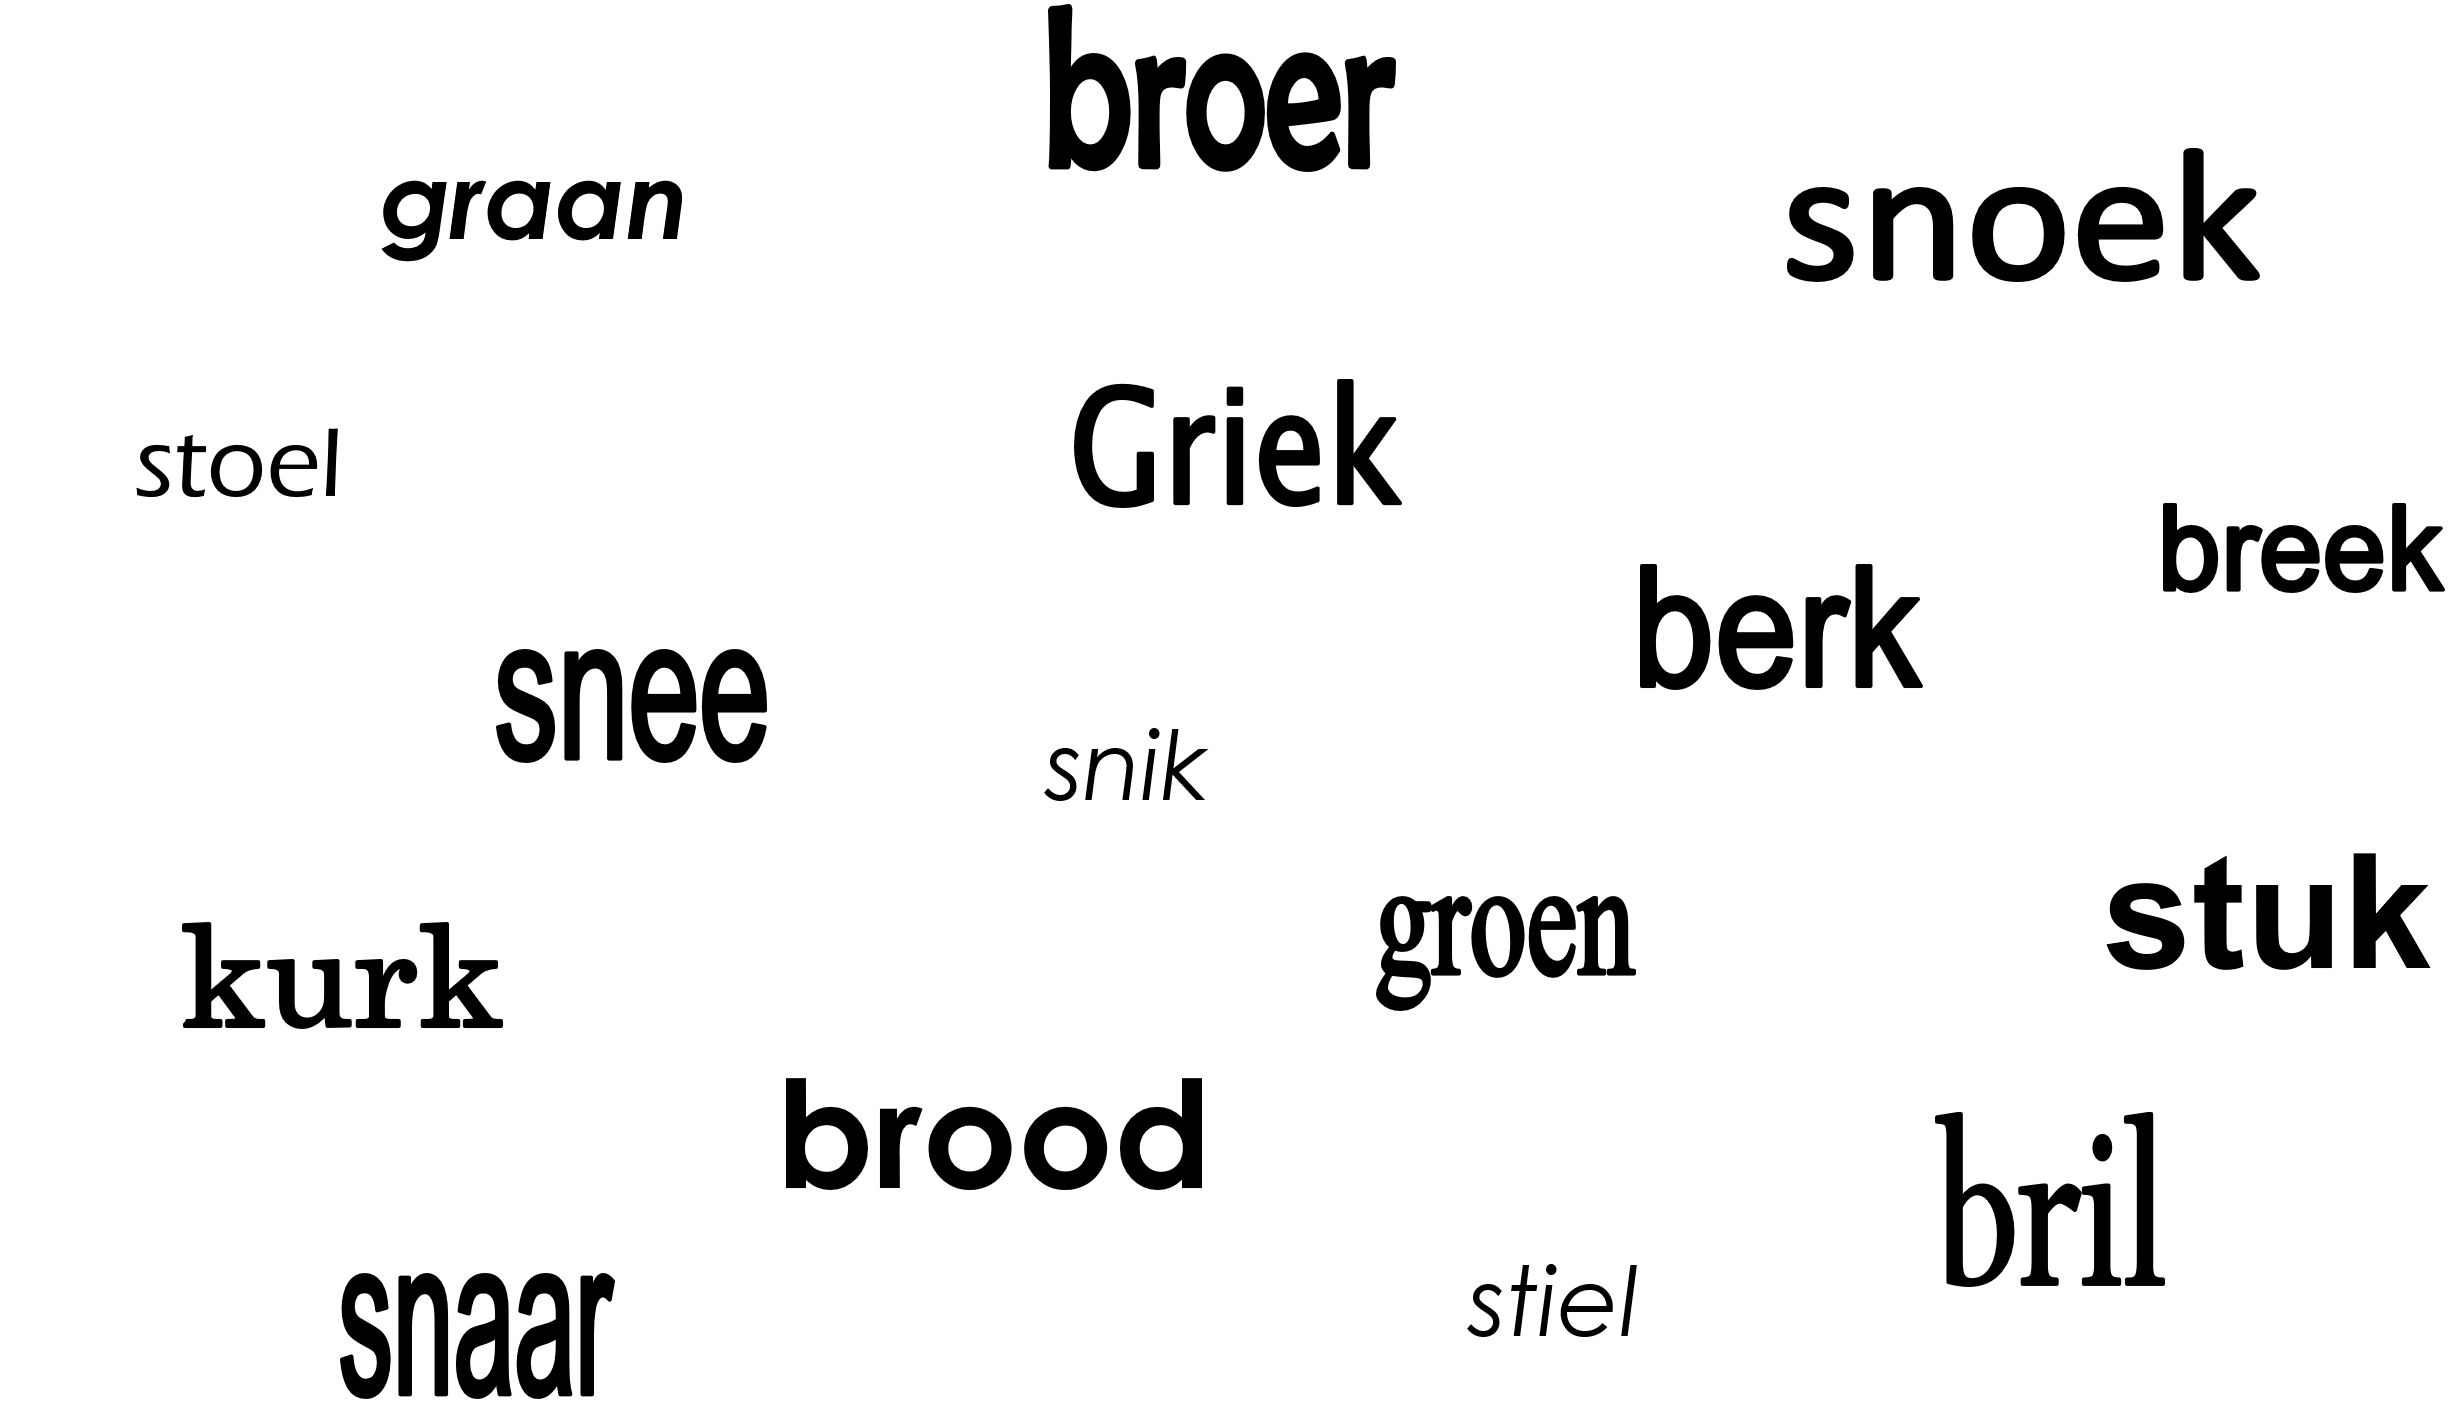 broer
graan
snoek
Griek
stoel
breek
berk
snee
snik
stuk
groen
kurk
brood
bril
snaar
stiel